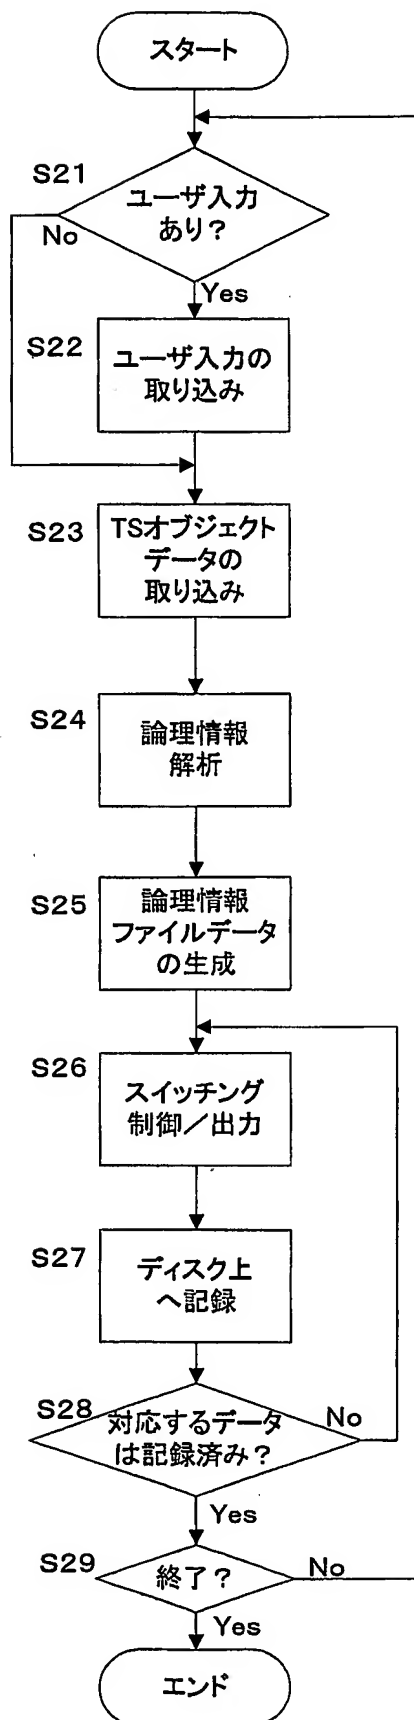 スタート
S21
ユーザ入力
あり?
No
Yes
S22
ユーザ入力の
取り込み
S23
TSオブジェクト
データの
取り込み
S24
論理情報
解析
S25
論理情報
ファイルデータ
の生成
S26
スイッチング
制御/出力
S27
ディスク上
へ記録
S28
対応するデータ
は記録済み?
No
Yes
S29
終了?
No
Yes
エンド